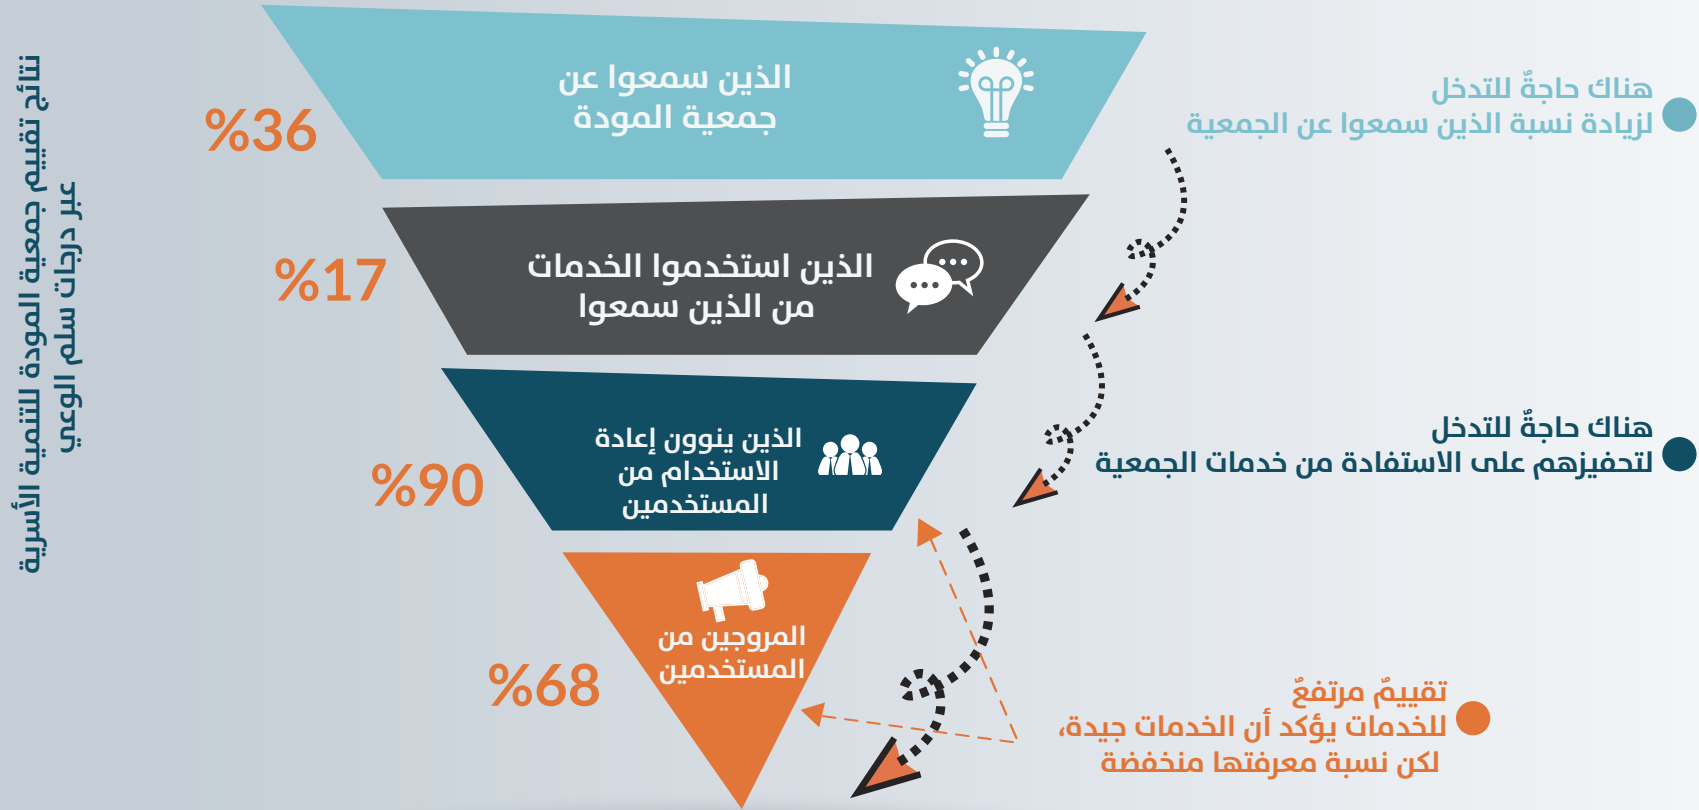 نتائج تقييم جمعية المودة للتنمية الأسرية
عبر درجات سلم الوعي
الذين سمعوا عن
جمعية المودة
%36
هناك حاجةٌ للتدخل
لزيادة نسبة الذين سمعوا عن الجمعية
الذين استخدموا الخدمات
من الذين سمعوا
%17
الذين ينوون إعادة
الاستخدام من
المستخدمين
%90
هناك حاجةٌ للتدخل
لتحفيزهم على الاستفادة من خدمات الجمعية
المروجين من
المستخدمين
%68
تقييمٌ مرتفعٌ
للخدمات يؤكد أن الخدمات جيدة،
لكن نسبة معرفتها منخفضة